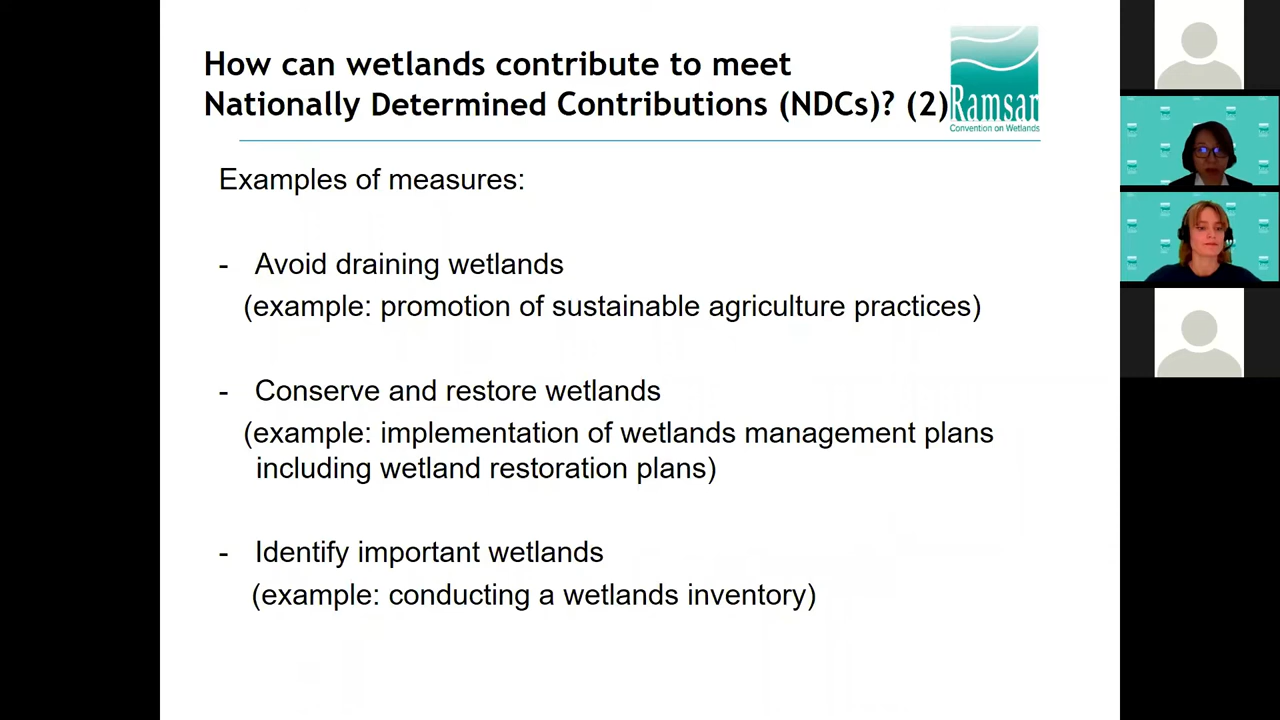 How can wetlands contribute to meet
Nationally Determined Contributions (NDCs)? (2)
Ramsar
Convention on Wetlands
Examples of measures:
- Avoid draining wetlands
(example: promotion of sustainable agriculture practices)
- Conserve and restore wetlands
(example: implementation of wetlands management plans
including wetland restoration plans)
- Identify important wetlands
(example: conducting a wetlands inventory)